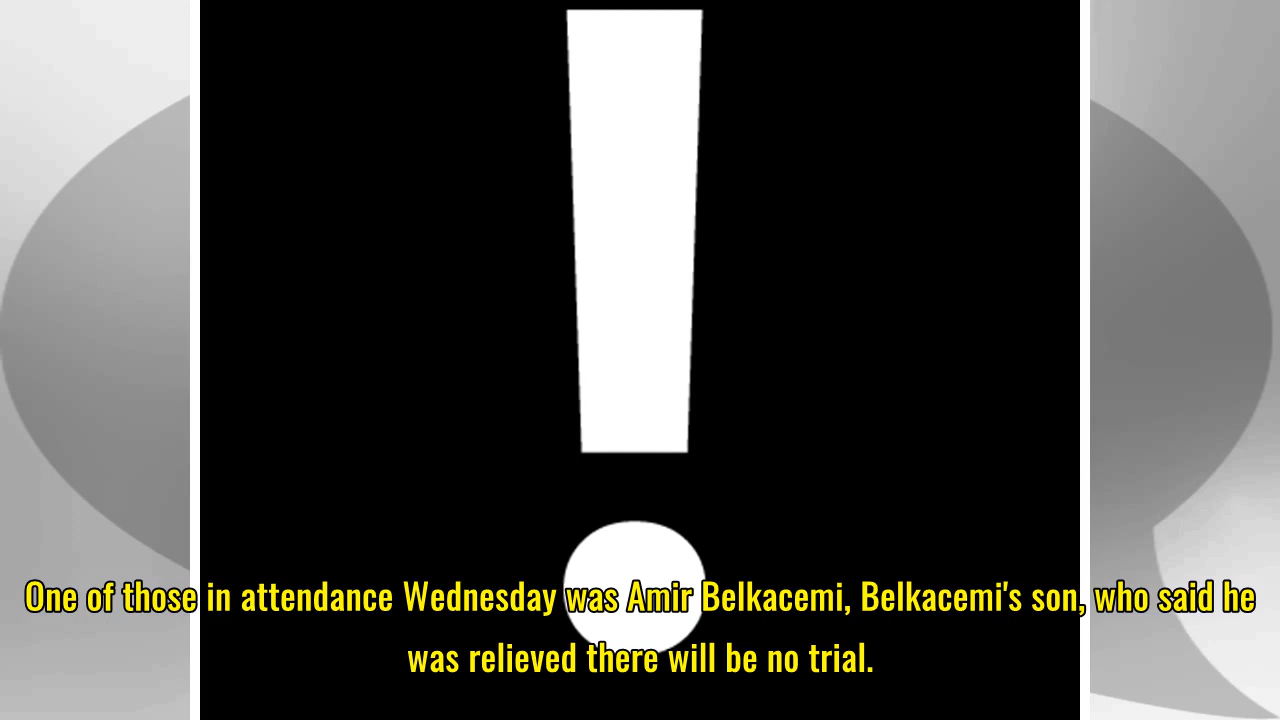 One of those in attendance Wednesday was Amir Belkacemi, Belkacemi's son, who said he
was relieved there will be no trial.